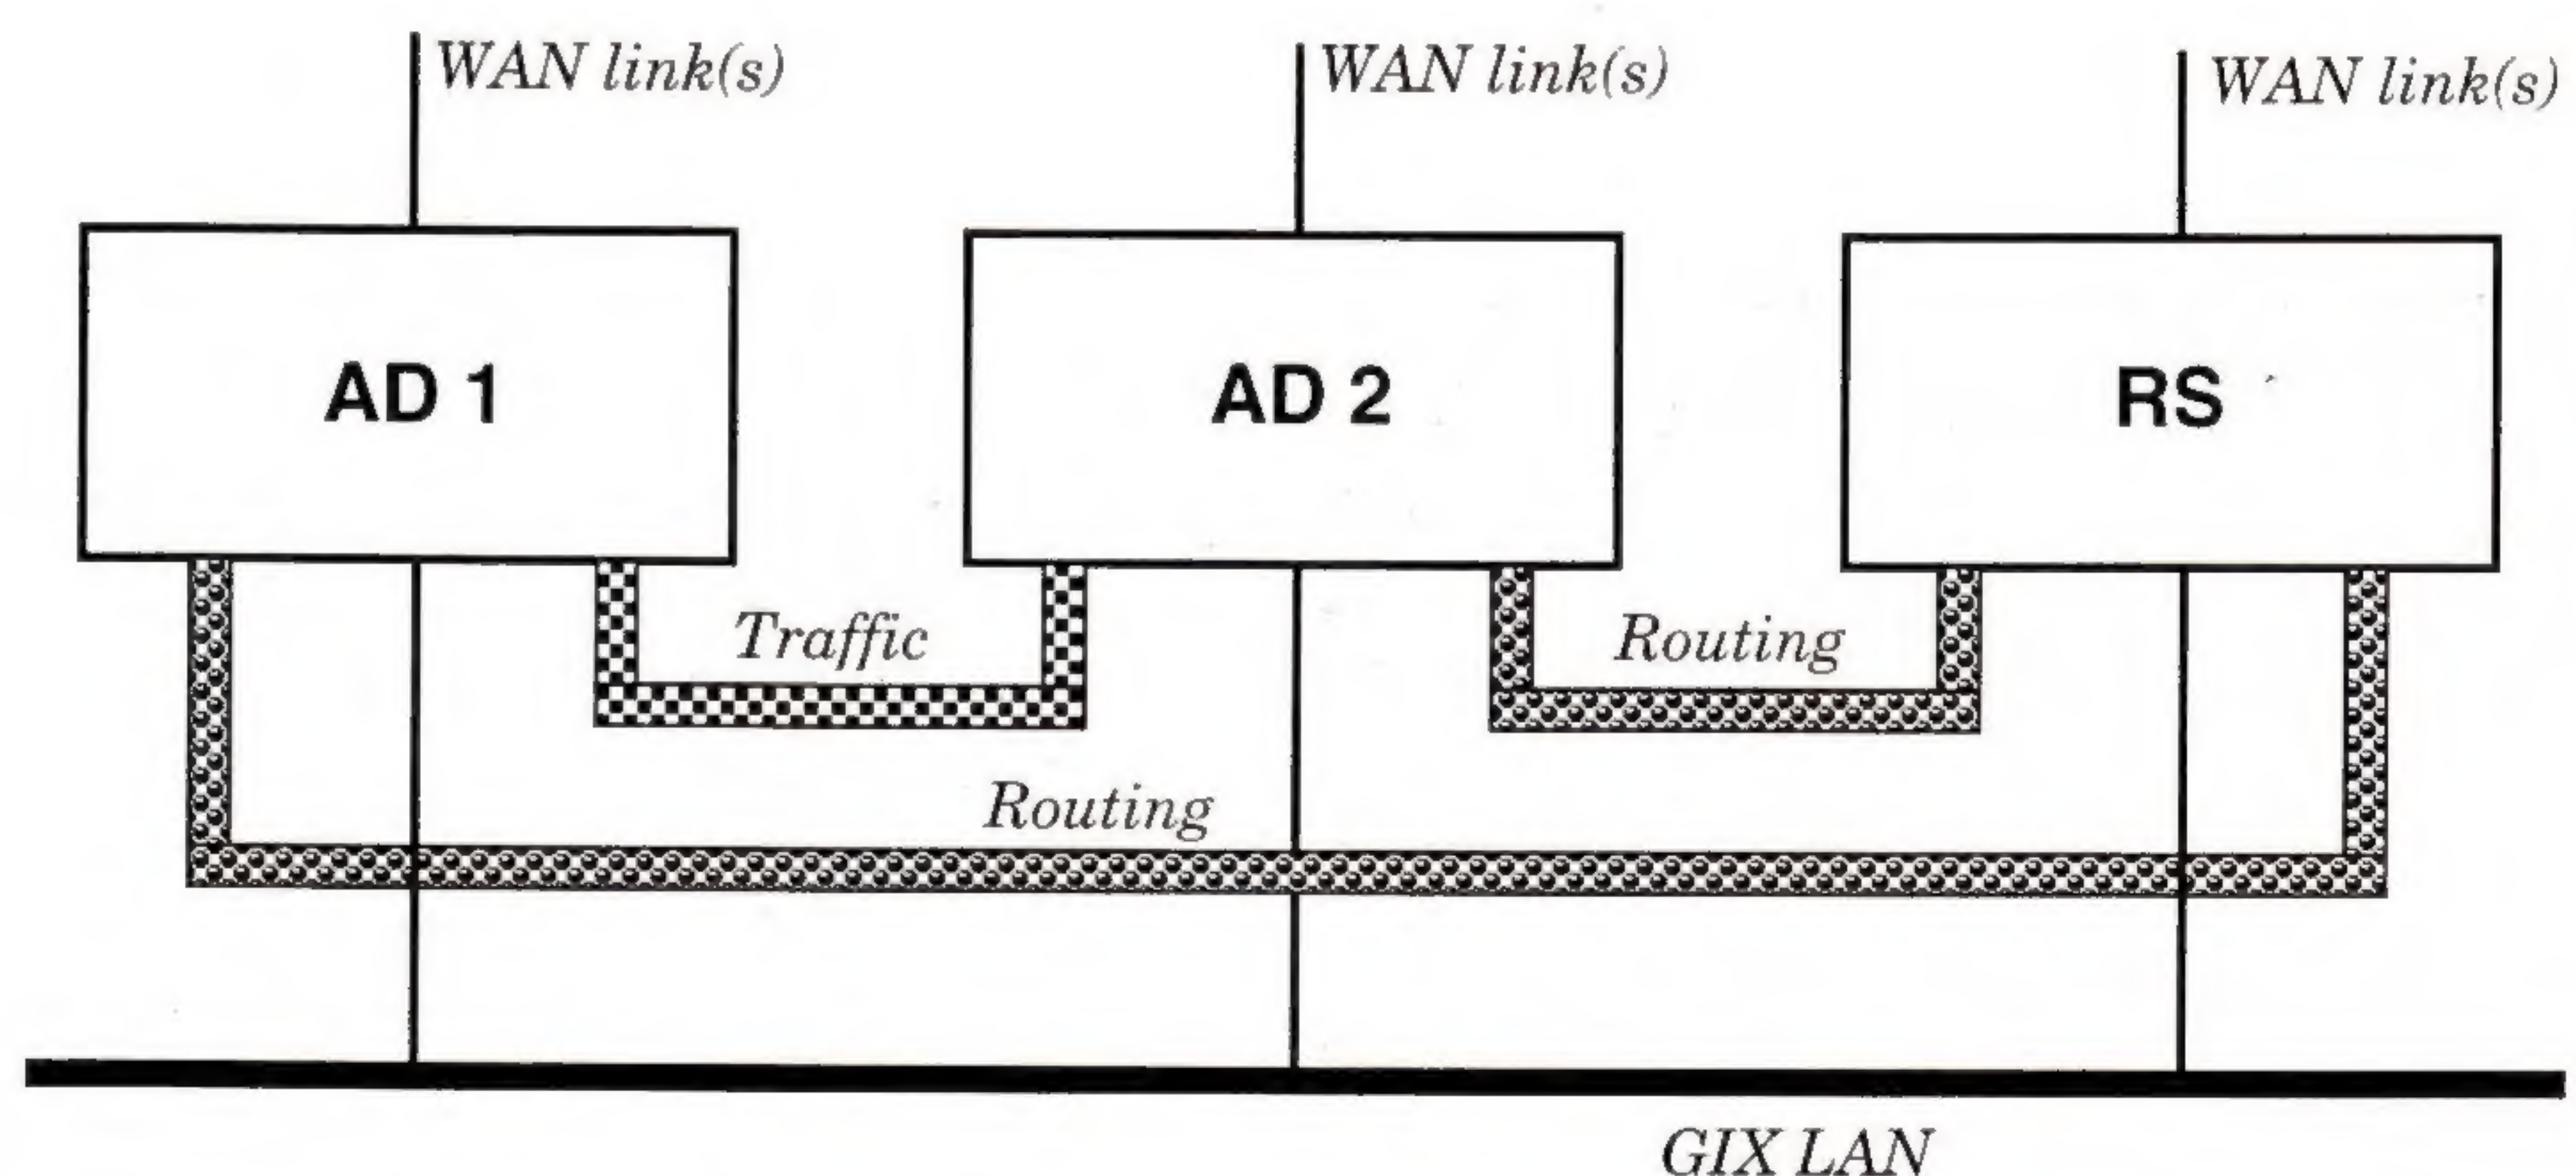 WAN link(s)
WAN link(s)
WAN link(s)
AD 1
AD 2
RS
Traffic
Routing
Routing
GIX LAN